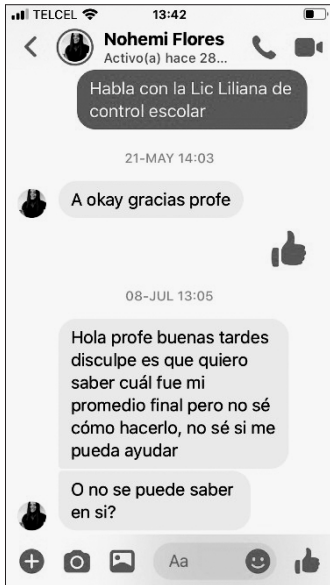 TELCEL 13:42
Nohemi Flores
Activo(a) hace 28...
Habla con la Lic Liliana de
control escolar
21-MAY 14:03
A okay gracias profe
08-JUL 13:05
Hola profe buenas tardes
disculpe es que quiero
saber cuál fue mi
promedio final pero no sé
cómo hacerlo, no sé si me
pueda ayudar
O no se puede saber
en si?
Aa